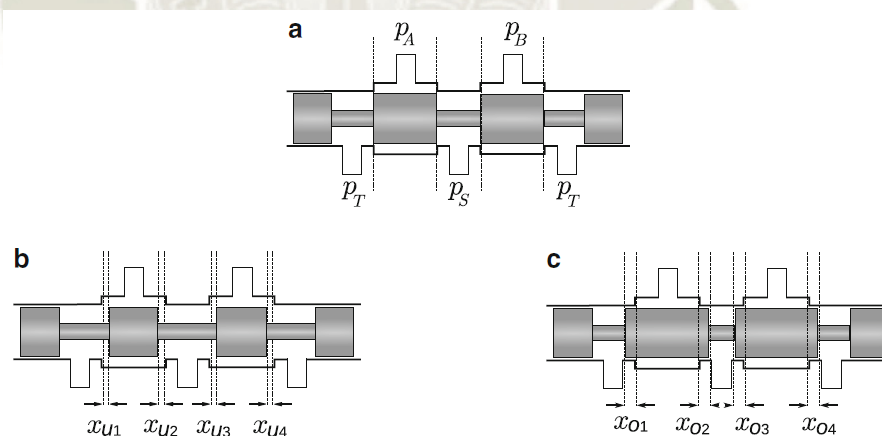 a
p_A p_B
p_T p_S p_T
b
x_u1 x_u2 x_u3 x_u4
c
x_o1 x_o2 x_o3 x_o4